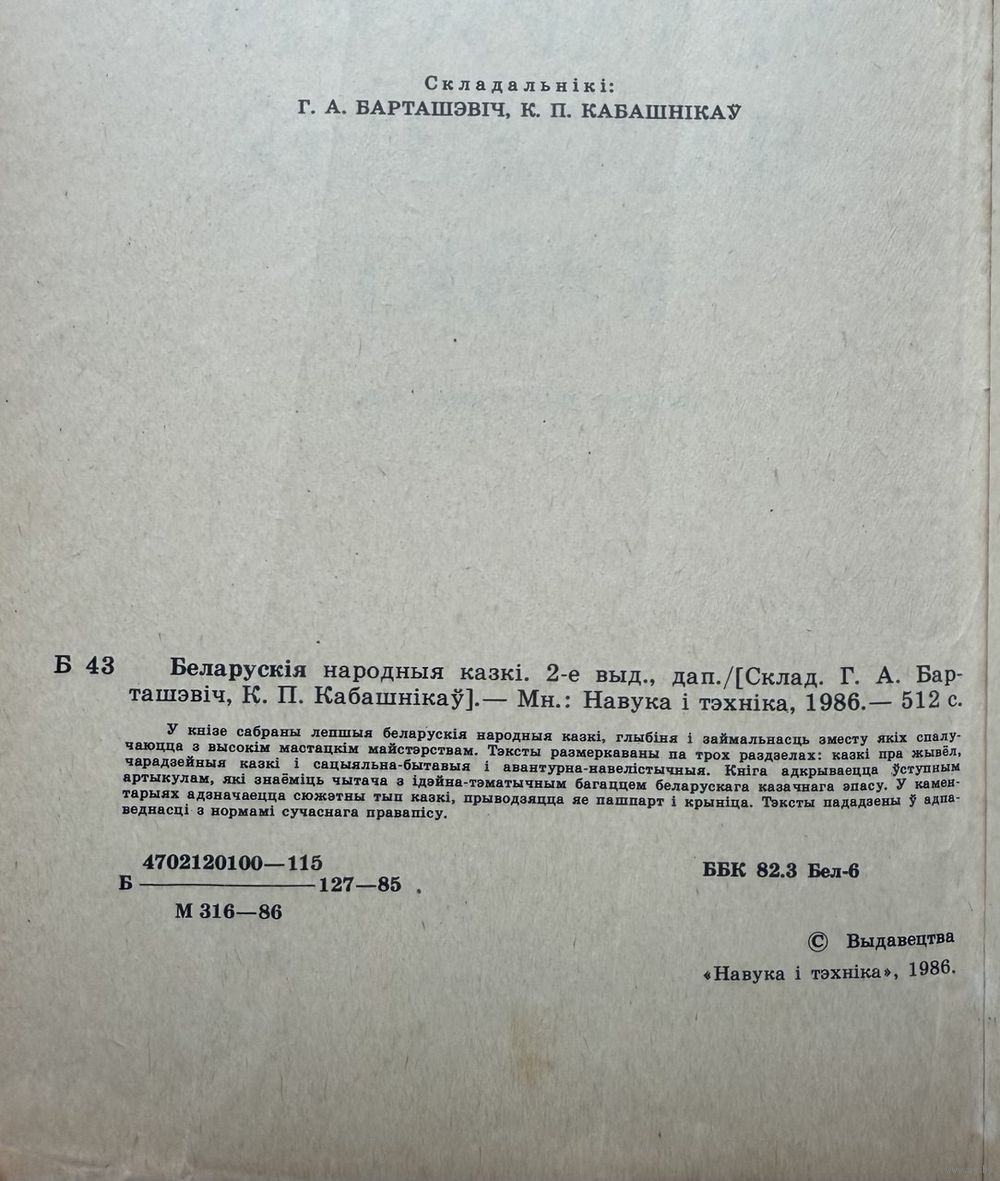 Складальнікі:
Г. А. БАРТАШЭВІЧ, К. П. КАБАШНІКАЎ
Б 43 Беларускія народныя казкі. 2-е выд., дап./[Склад. Г. А. Бар-
ташэвіч, К. П. Кабашнікаў].— Мн.: Навука і тэхніка, 1986.— 512 с.
У кнізе сабраны лепшыя беларускія народныя казкі, глыбіня і займальнасць зместу якіх спалу-
чаюцца з высокім мастацкім майстэрствам. Тэксты размеркаваны па трох раздзелах: казкі пра жывёл,
чарадзейныя казкі і сацыяльна-бытавыя і авантурна-навелістычныя. Кніга адкрываецца ўступным
артыкулам, які знаёміць чытача з ідэйна-тэматычным багаццем беларускага казачнага эпасу. У камен-
тарыях адзначаецца сюжэтны тып казкі, прыводзяцца яе пашпарт і крыніца. Тэксты пададзены ў адпа-
веднасці з нормамі сучаснага правапісу.
4702120100—115
Б ————— 127—85
М 316—86
ББК 82.3 Бел-6
© Выдавецтва
«Навука і тэхніка», 1986.